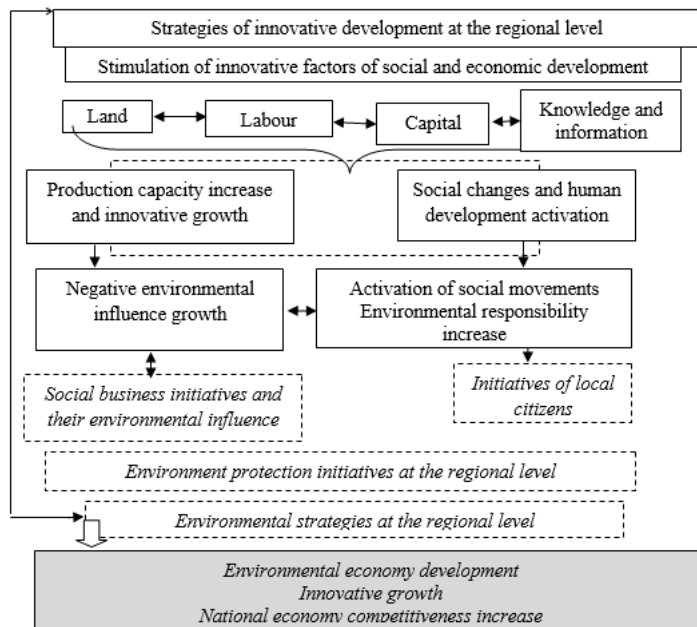 Strategies of innovative development at the regional level
Stimulation of innovative factors of social and economic development
Land
Labour
Capital
Knowledge and
information
Production capacity increase
and innovative growth
Social changes and human
development activation
Negative environmental
influence growth
Activation of social movements
Environmental responsibility
increase
Social business initiatives and
their environmental influence
Initiatives of local
citizens
Environment protection initiatives at the regional level
Environmental strategies at the regional level
Environmental economy development
Innovative growth
National economy competitiveness increase